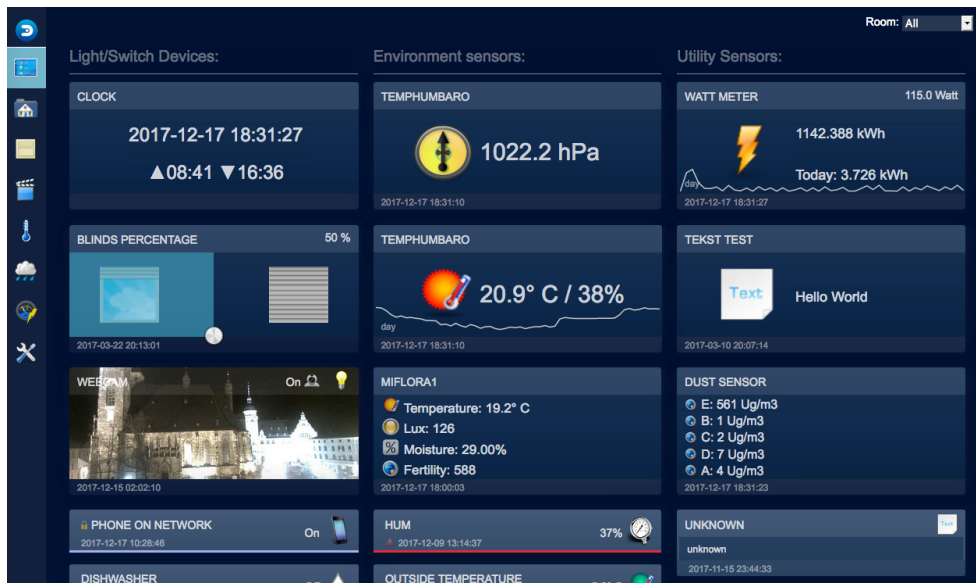 Room: All
Light/Switch Devices:
CLOCK
2017-12-17 18:31:27
▲08:41 ▼16:36
BLINDS PERCENTAGE 50 %
2017-03-22 20:13:01
WEBCAM On
2017-12-15 02:02:10
PHONE ON NETWORK On
2017-12-17 10:28:46
DISHWASHER
Environment sensors:
TEMPHUMBARO
1022.2 hPa
2017-12-17 18:31:10
TEMPHUMBARO
20.9° C / 38%
day
2017-12-17 18:31:10
MIFLORA1
Temperature: 19.2° C
Lux: 126
% Moisture: 29.00%
Fertility: 588
2017-12-17 18:00:03
HUM 37%
2017-12-09 13:14:37
OUTSIDE TEMPERATURE
Utility Sensors:
WATT METER 115.0 Watt
1142.388 kWh
Today: 3.726 kWh
day
2017-12-17 18:31:27
TEKST TEST
Text
Hello World
2017-03-10 20:07:14
DUST SENSOR
E: 561 Ug/m3
B: 1 Ug/m3
C: 2 Ug/m3
D: 7 Ug/m3
A: 4 Ug/m3
2017-12-17 18:31:23
UNKNOWN Text
unknown
2017-11-15 23:44:33